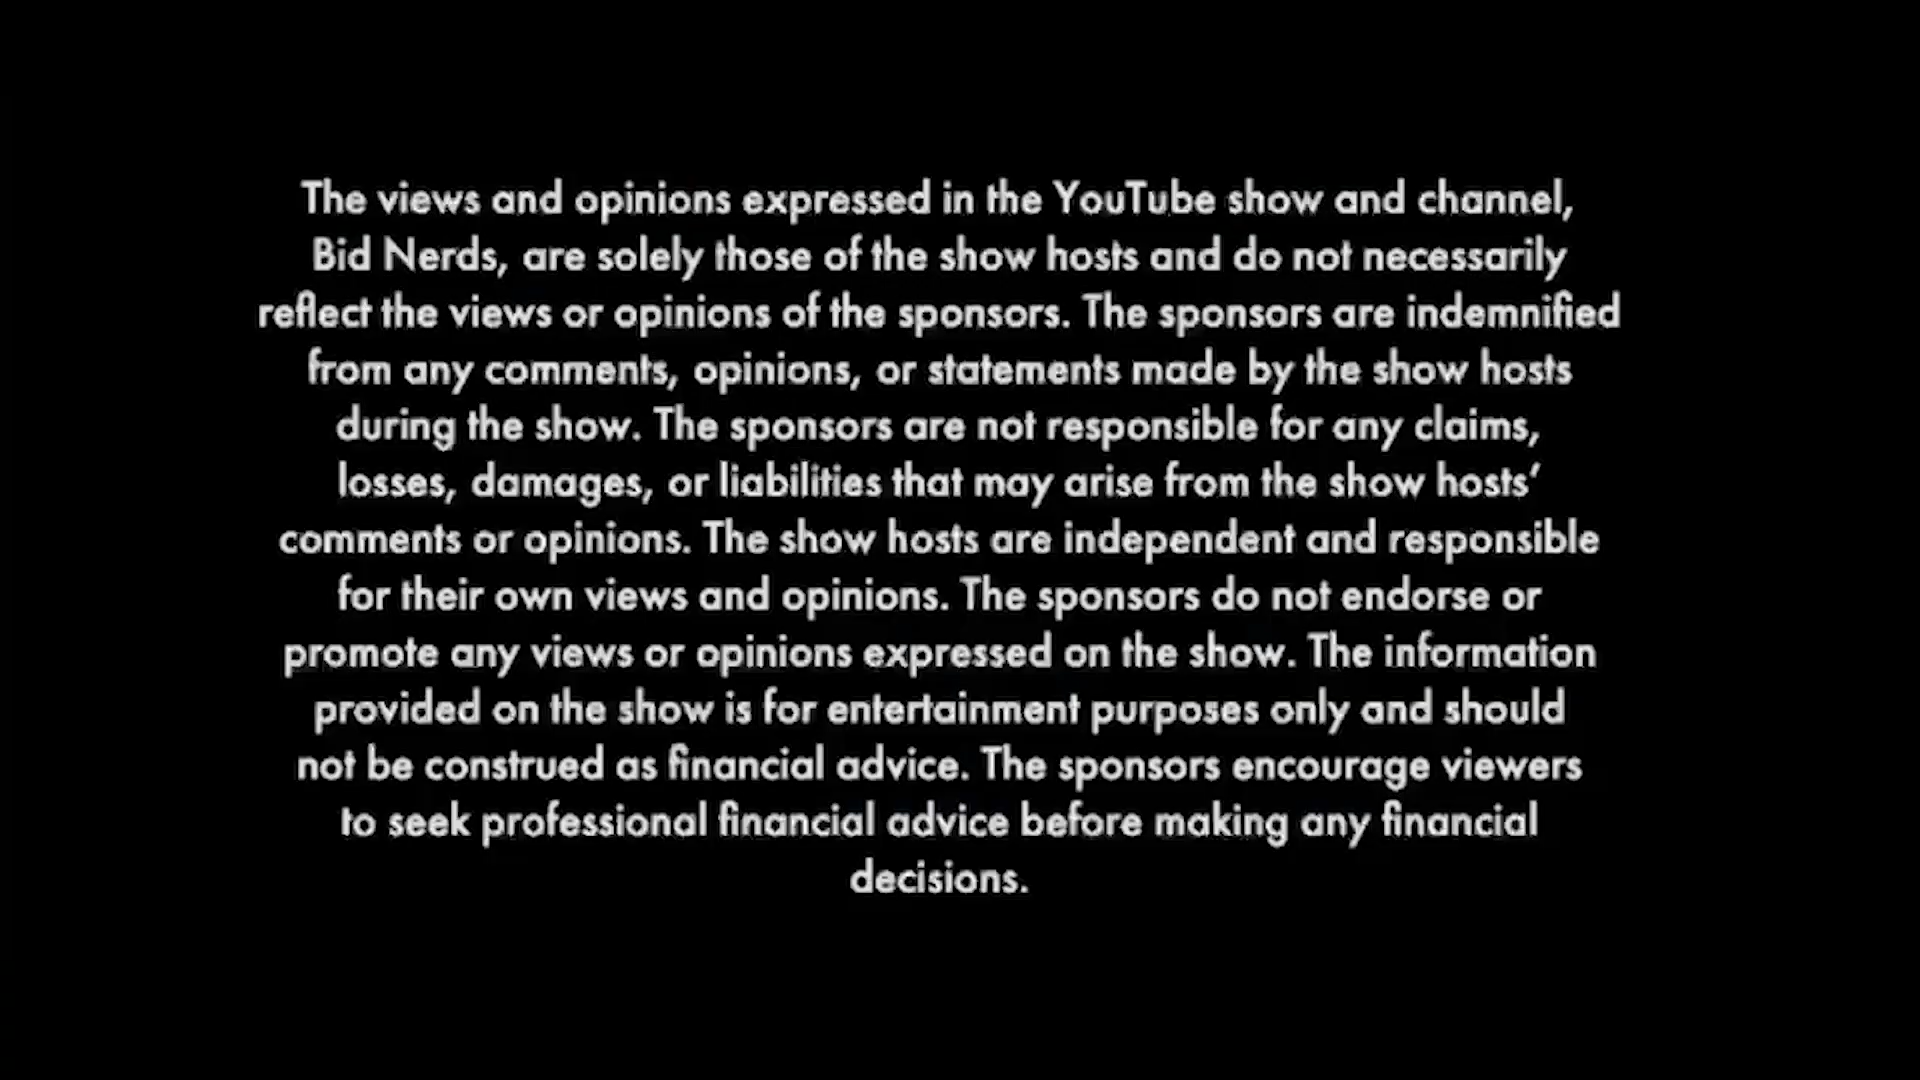 The views and opinions expressed in the YouTube show and channel,
Bid Nerds, are solely those of the show hosts and do not necessarily
reflect the views or opinions of the sponsors. The sponsors are indemnified
from any comments, opinions, or statements made by the show hosts
during the show. The sponsors are not responsible for any claims,
losses, damages, or liabilities that may arise from the show hosts’
comments or opinions. The show hosts are independent and responsible
for their own views and opinions. The sponsors do not endorse or
promote any views or opinions expressed on the show. The information
provided on the show is for entertainment purposes only and should
not be construed as financial advice. The sponsors encourage viewers
to seek professional financial advice before making any financial
decisions.